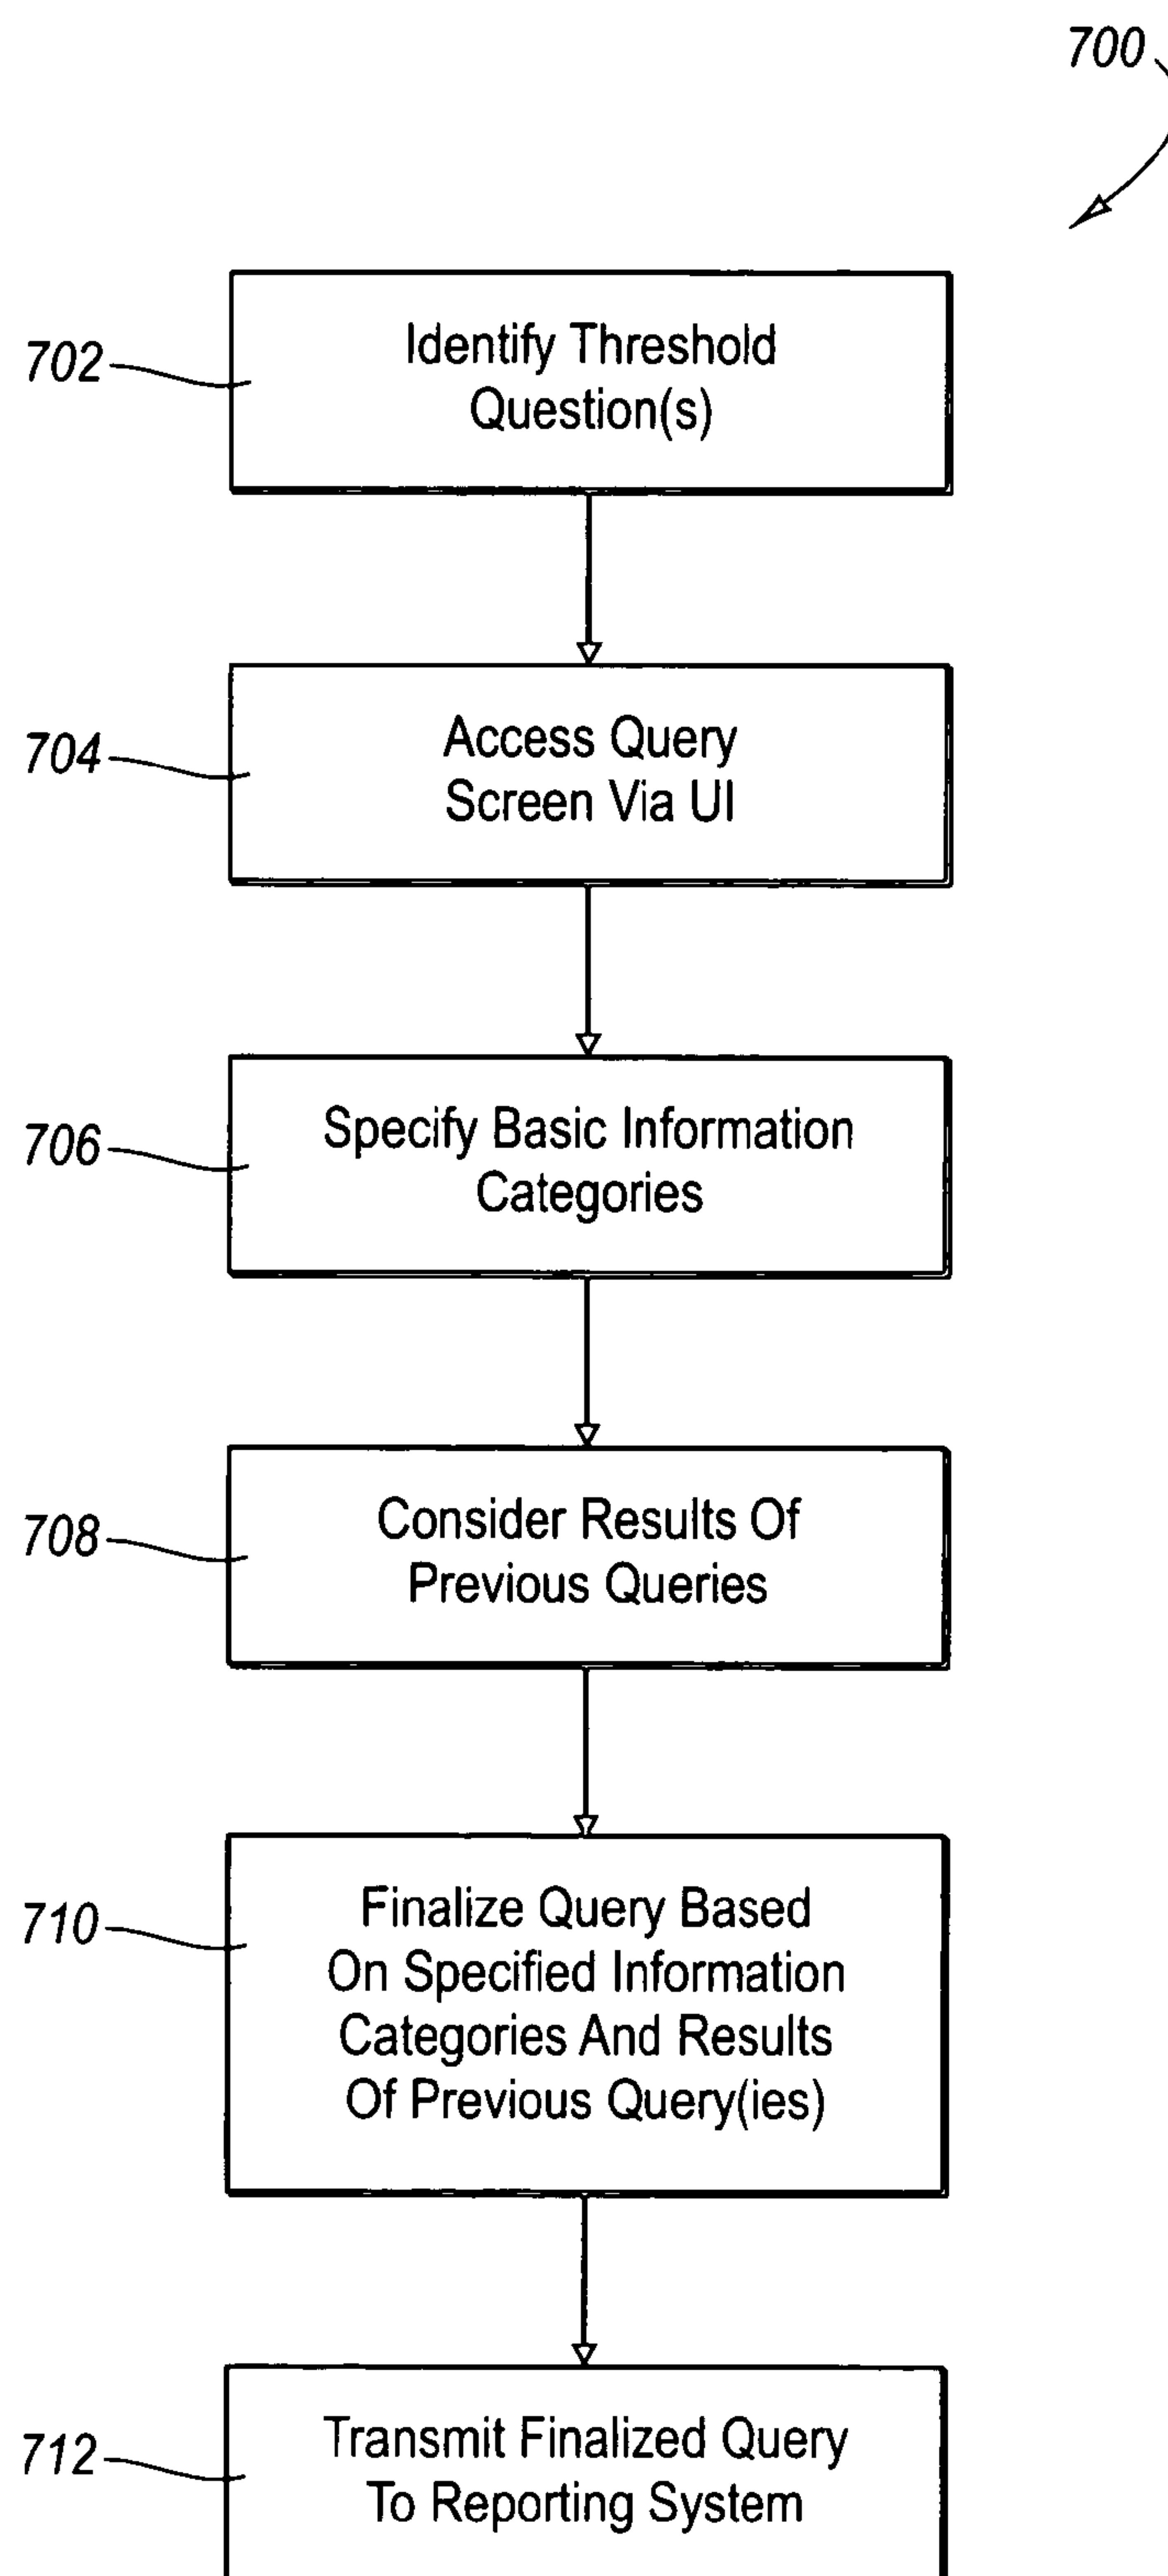 700
702
Identify Threshold
Question(s)
704
Access Query
Screen Via UI
706
Specify Basic Information
Categories
708
Consider Results Of
Previous Queries
710
Finalize Query Based
On Specified Information
Categories And Results
Of Previous Query(ies)
712
Transmit Finalized Query
To Reporting System